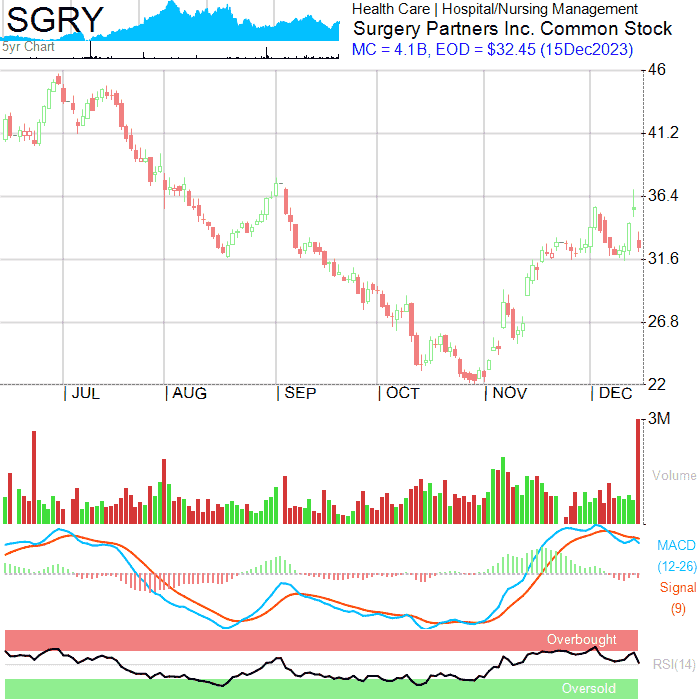 SGRY
5yr Chart
Health Care | Hospital/Nursing Management
Surgery Partners Inc. Common Stock
MC = 4.1B, EOD = $32.45 (15Dec2023)
46
41.2
36.4
31.6
26.8
22
| JUL | AUG | SEP | OCT | NOV | DEC
3M
Volume
MACD
(12-26)
Signal
(9)
Overbought
RSI(14)
Oversold